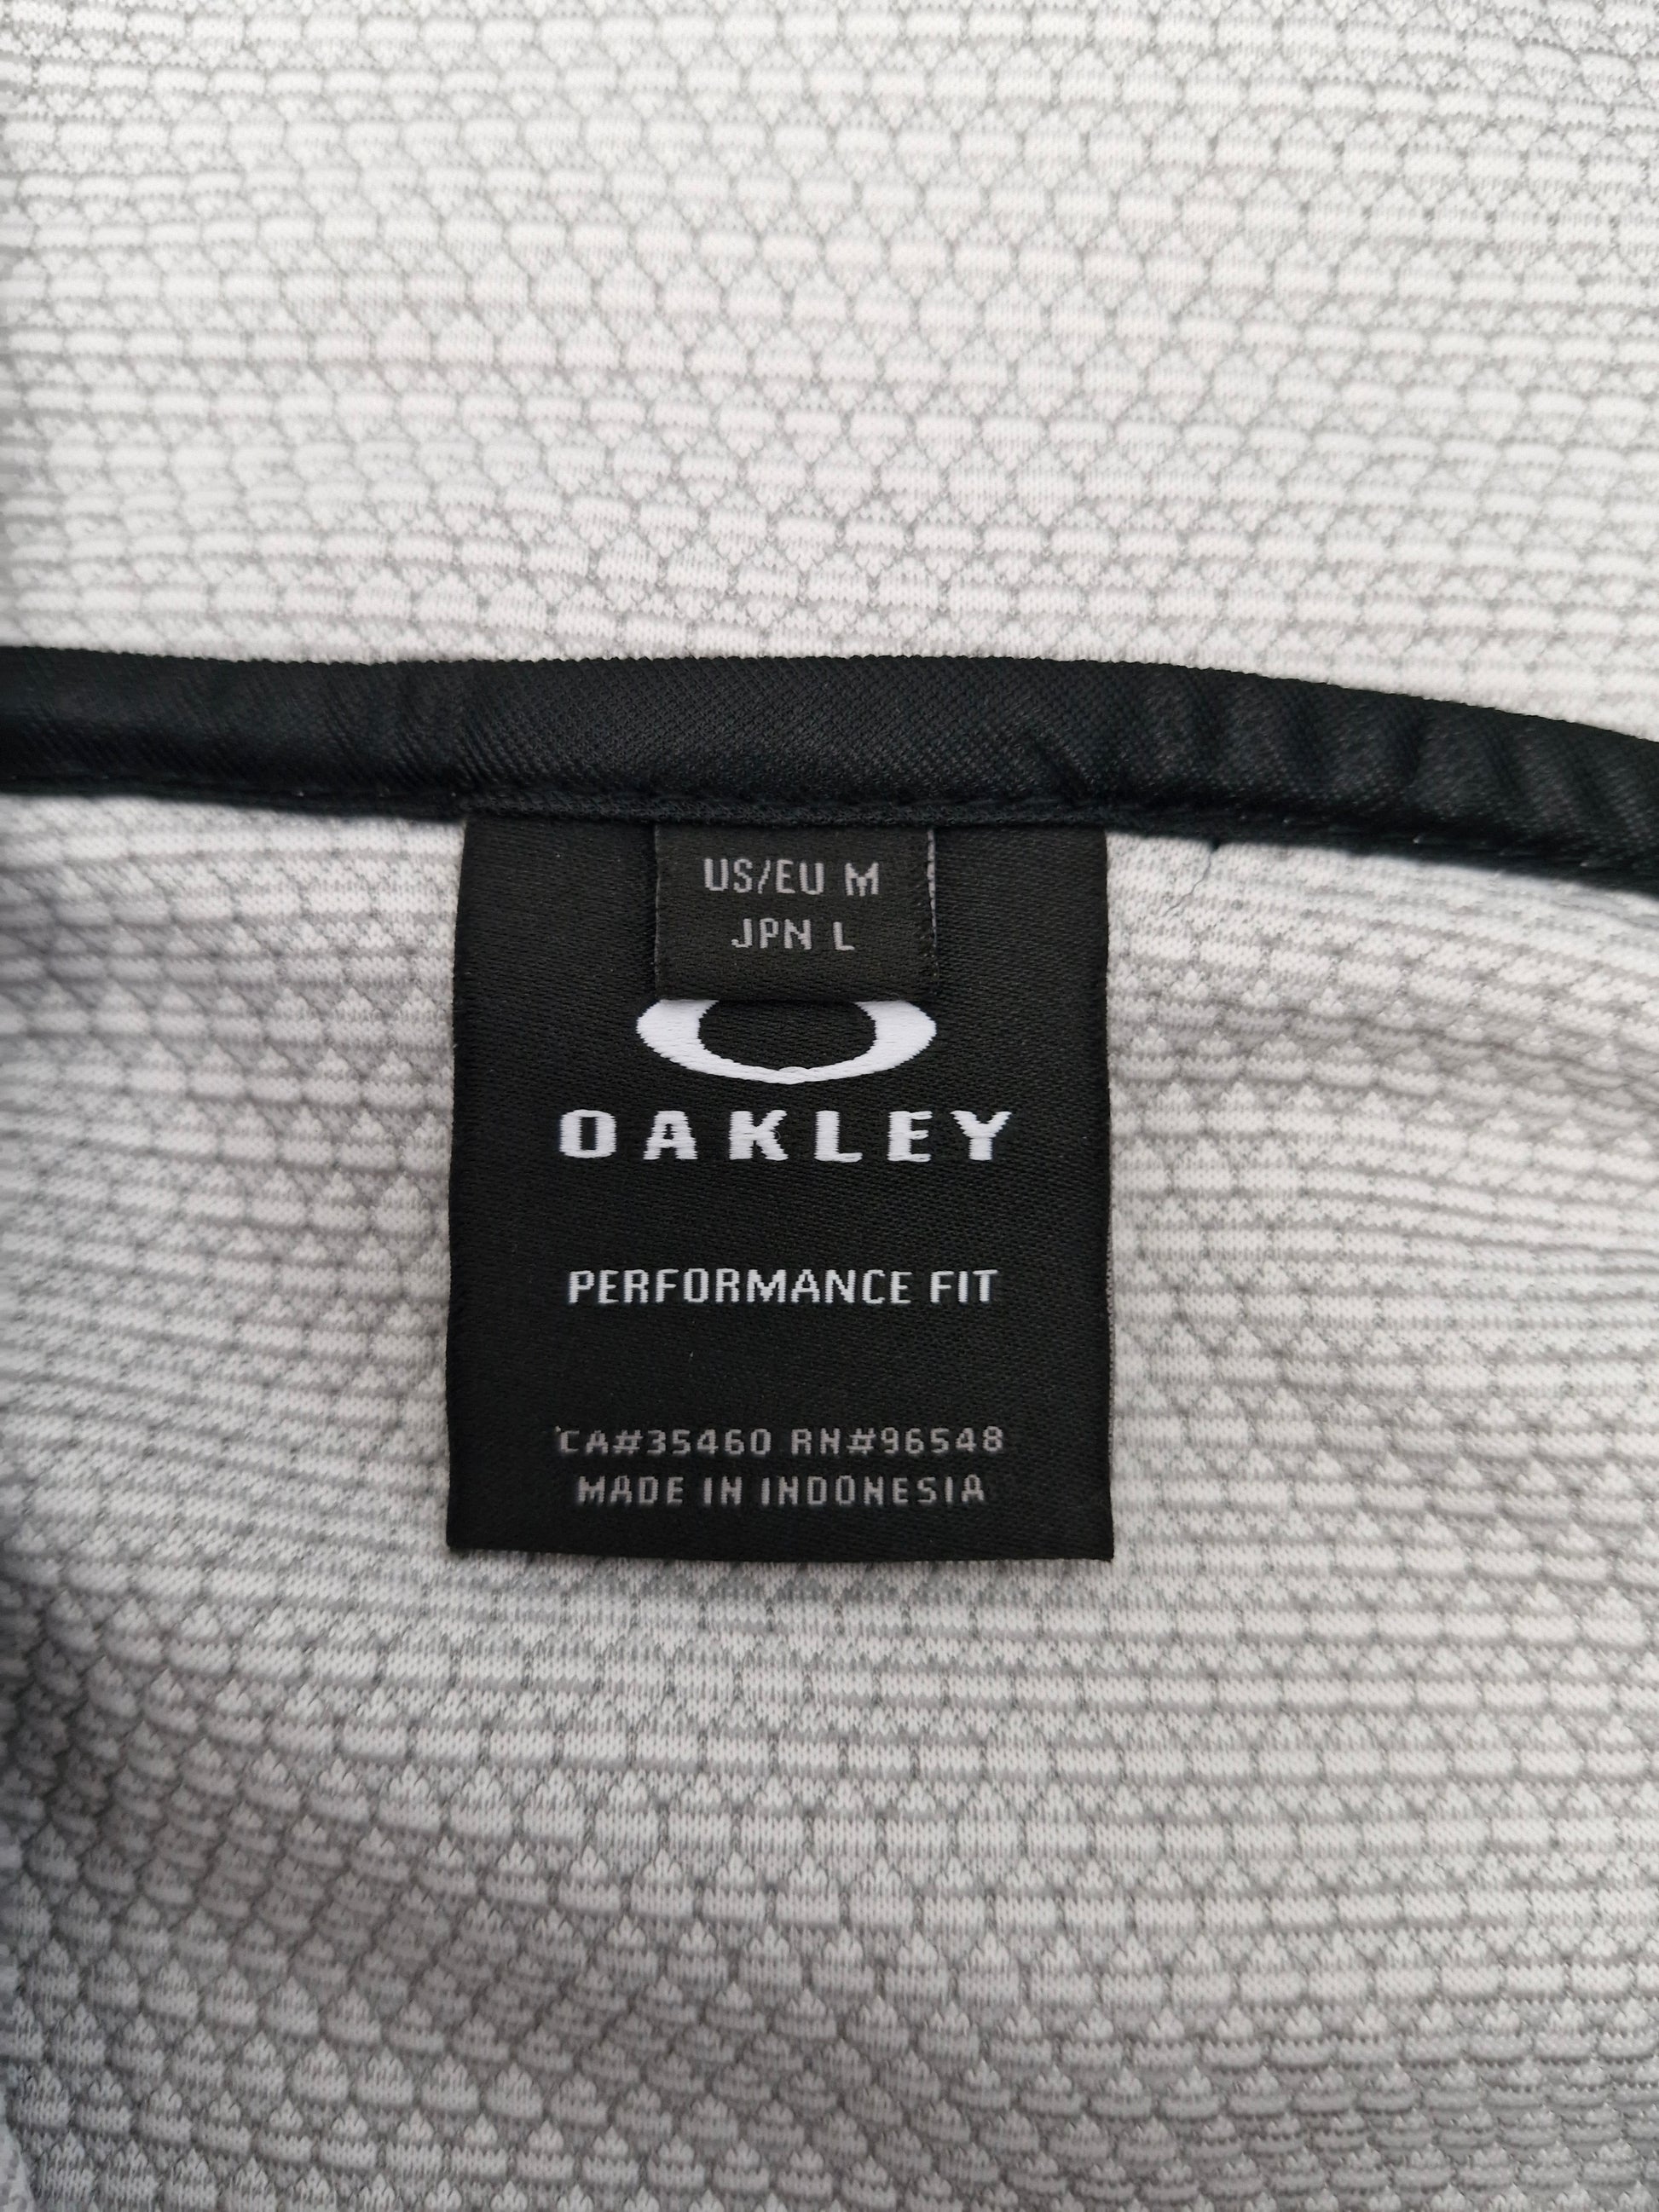 US/EU M
JPN L
OAKLEY
PERFORMANCE FIT
CA#35460 RN#96548
MADE IN INDONESIA